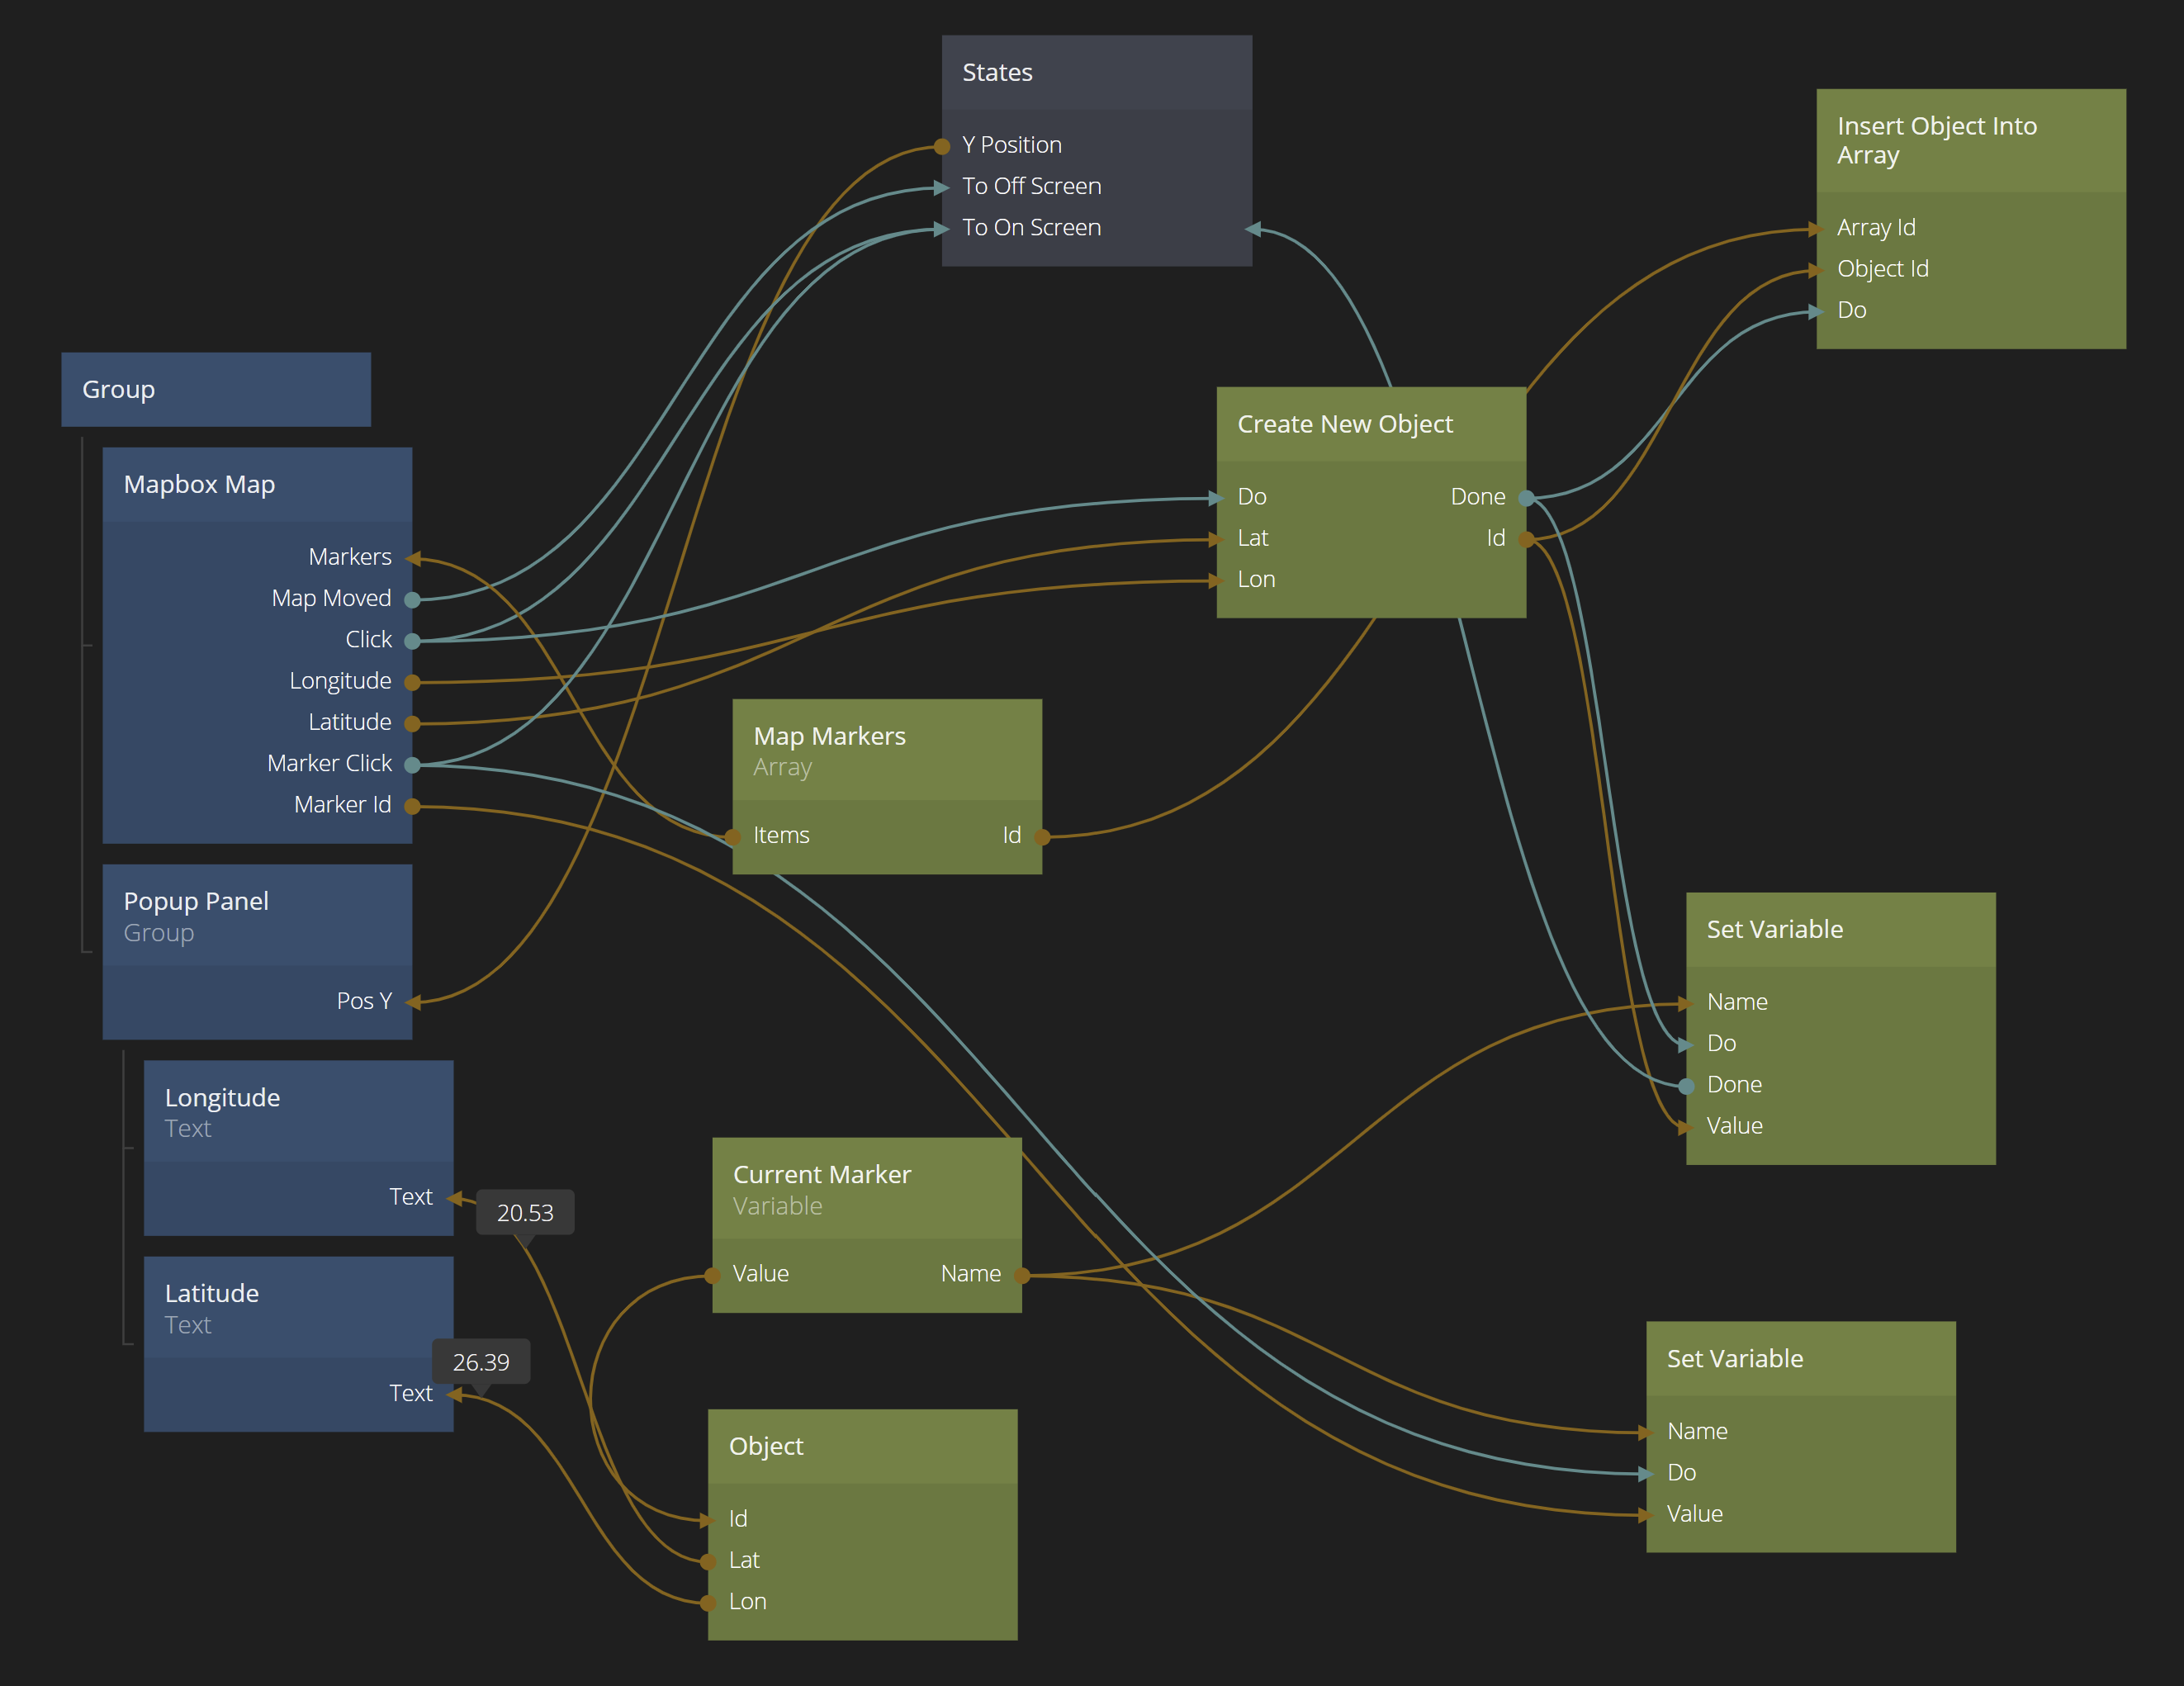 States
Y Position
To Off Screen
To On Screen
Insert Object Into
Array
Array Id
Object Id
Do
Group
Mapbox Map
Markers
Map Moved
Click
Longitude
Latitude
Marker Click
Marker Id
Create New Object
Do Done
Lat Id
Lon
Map Markers
Array
Items Id
Popup Panel
Group
Pos Y
Set Variable
Name
Do
Done
Value
Longitude
Text
Text
20.53
Latitude
Text
26.39
Text
Current Marker
Variable
Value Name
Object
Id
Lat
Lon
Set Variable
Name
Do
Value